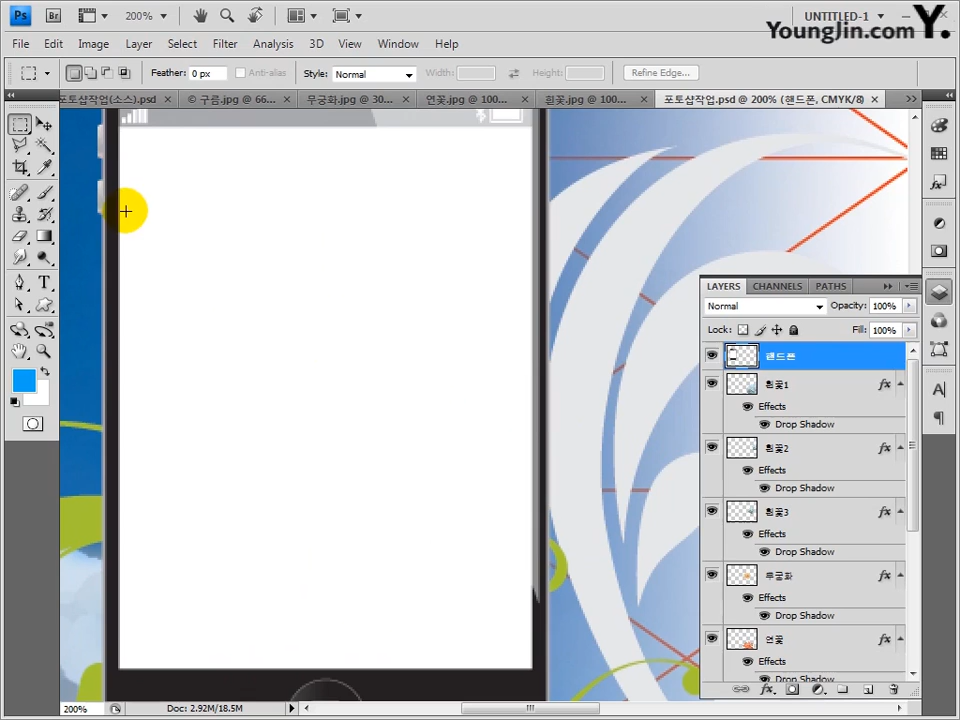 Ps Br 200% UNTITLED-1
YoungJin.com Y.
File Edit Image Layer Select Filter Analysis 3D View Window Help
Feather: 0 px Anti-alias Style: Normal Width: Height: Refine Edge...
포토샵작업(소스).psd × © 구름.jpg @ 66... × 무궁화.jpg @ 30... × 연꽃.jpg @ 100... × 흰꽃.jpg @ 100... × 포토샵작업.psd @ 200% (핸드폰, CMYK/8) ×
LAYERS CHANNELS PATHS
Normal Opacity: 100%
Lock: Fill: 100%
핸드폰
흰꽃1 fx
Effects
Drop Shadow
흰꽃2 fx
Effects
Drop Shadow
흰꽃3 fx
Effects
Drop Shadow
무궁화 fx
Effects
Drop Shadow
연꽃 fx
Effects
Drop Shadow
200% Doc: 2.92M/18.5M